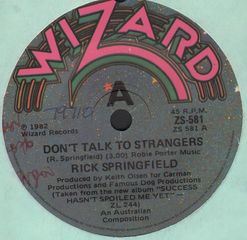 WIZARD
A
45 R.P.M.
ZS-581
ZS 581 A
℗ 1982
Wizard Records
DON'T TALK TO STRANGERS
(R. Springfield) (3.00) Robie Porter Music
RICK SPRINGFIELD
Produced by Keith Olsen for Carman
Productions and Famous Dog Productions
(Taken from the new album "SUCCESS
HASN'T SPOILED ME YET" —
ZL 244)
An Australian
Composition